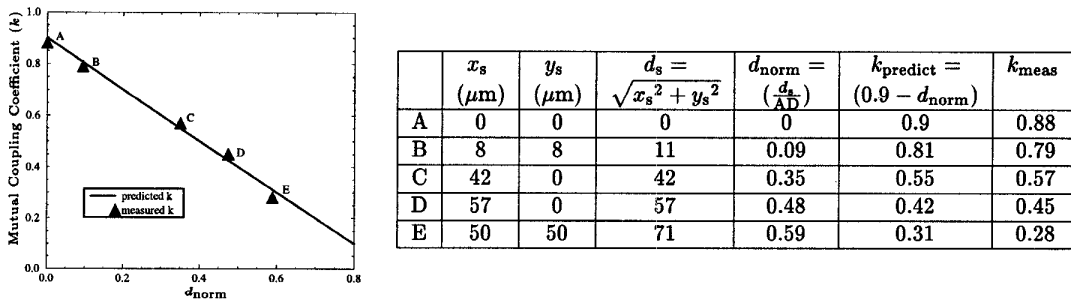 Mutual Coupling Coefficient (k)
1.0
0.8
0.6
0.4
0.2
0.0
A
B
C
D
E
predicted k
measured k
0.0 0.2 0.4 0.6 0.8
d_norm
x_s (μm) y_s (μm) d_s = √x_s² + y_s² d_norm = (d_s/AD) k_predict = (0.9 − d_norm) k_meas
A 0 0 0 0 0.9 0.88
B 8 8 11 0.09 0.81 0.79
C 42 0 42 0.35 0.55 0.57
D 57 0 57 0.48 0.42 0.45
E 50 50 71 0.59 0.31 0.28